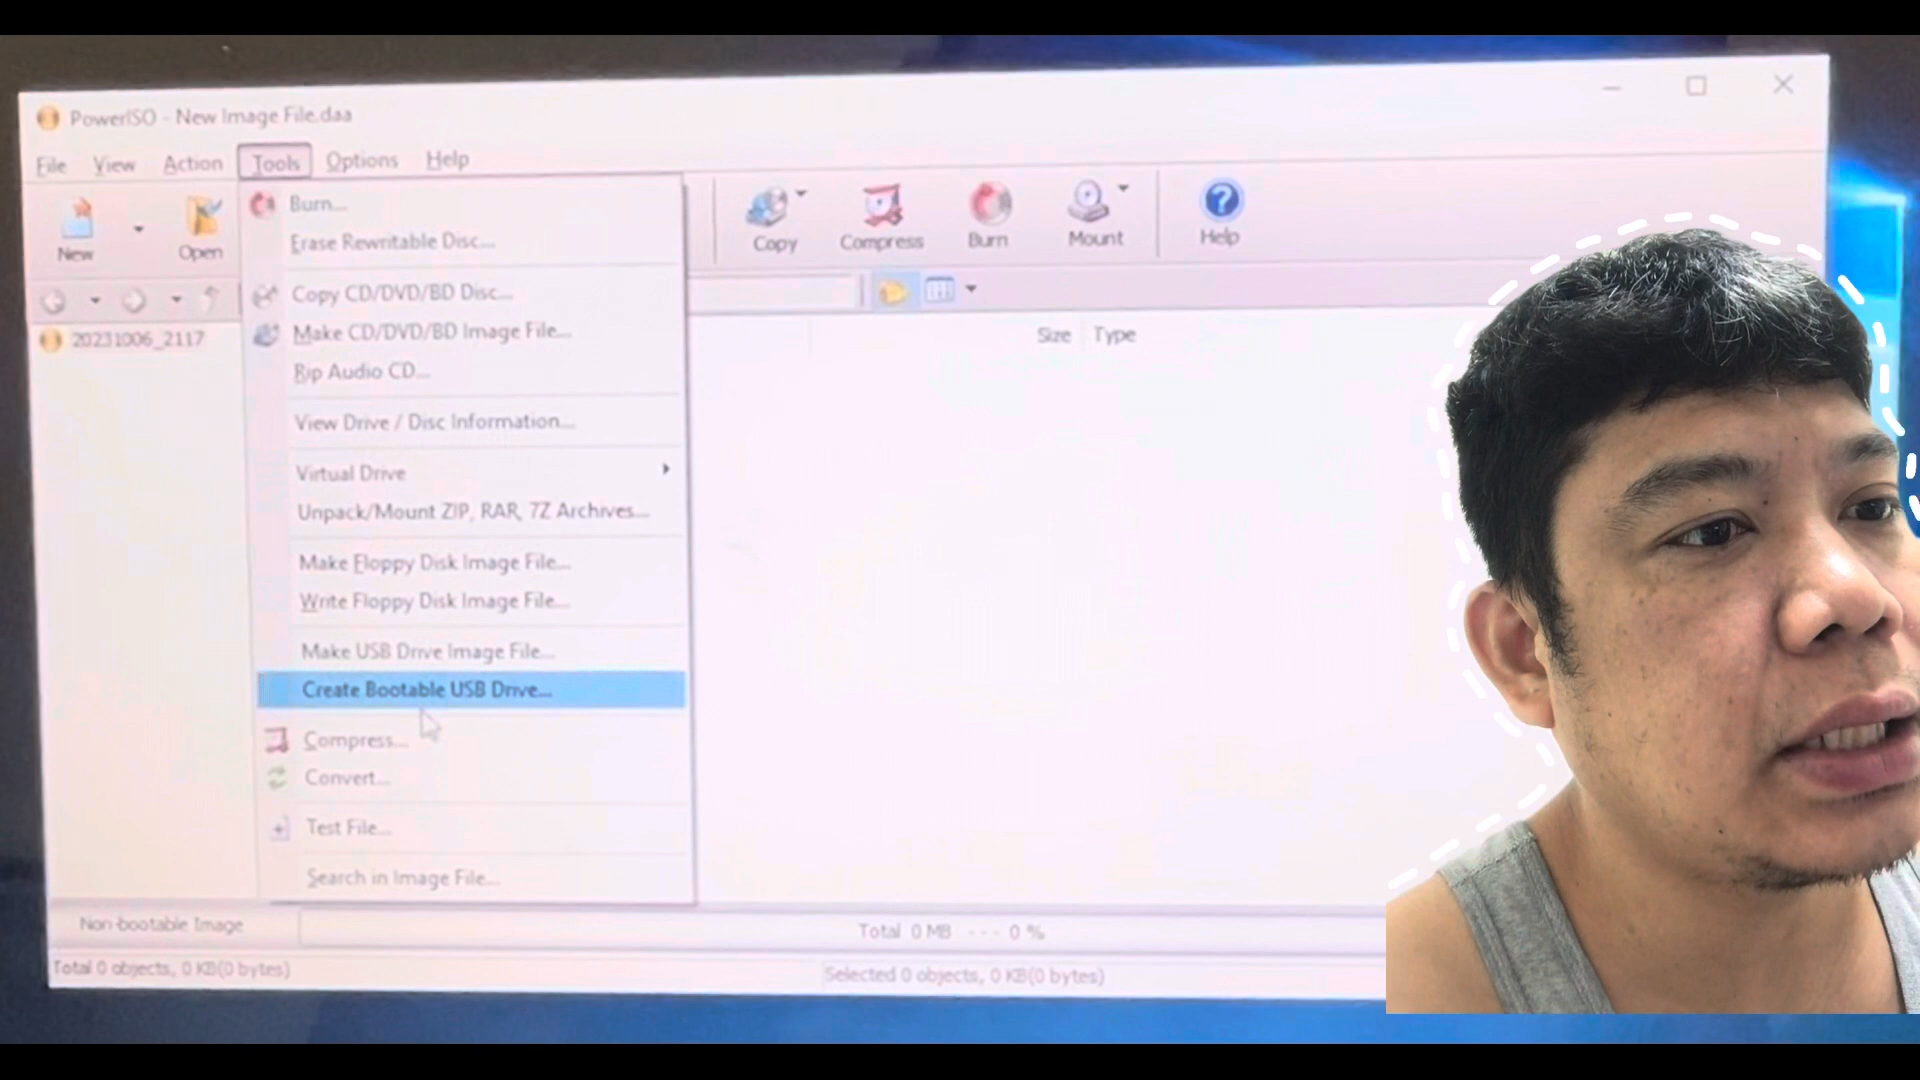 PowerISO - New Image File.daa
File View Action Tools Options Help
New
Open
Copy
Compress
Burn
Mount
Help
Burn...
Erase Rewritable Disc...
Copy CD/DVD/BD Disc...
Make CD/DVD/BD Image File...
Rip Audio CD...
View Drive / Disc Information...
Virtual Drive
Unpack/Mount ZIP, RAR, 7Z Archives...
Make Floppy Disk Image File...
Write Floppy Disk Image File...
Make USB Drive Image File...
Create Bootable USB Drive...
Compress...
Convert...
Test File...
Search in Image File...
20231006_2117
Size Type
Non-bootable Image
Total 0 MB --- 0 %
Total 0 objects, 0 KB(0 bytes)
Selected 0 objects, 0 KB(0 bytes)